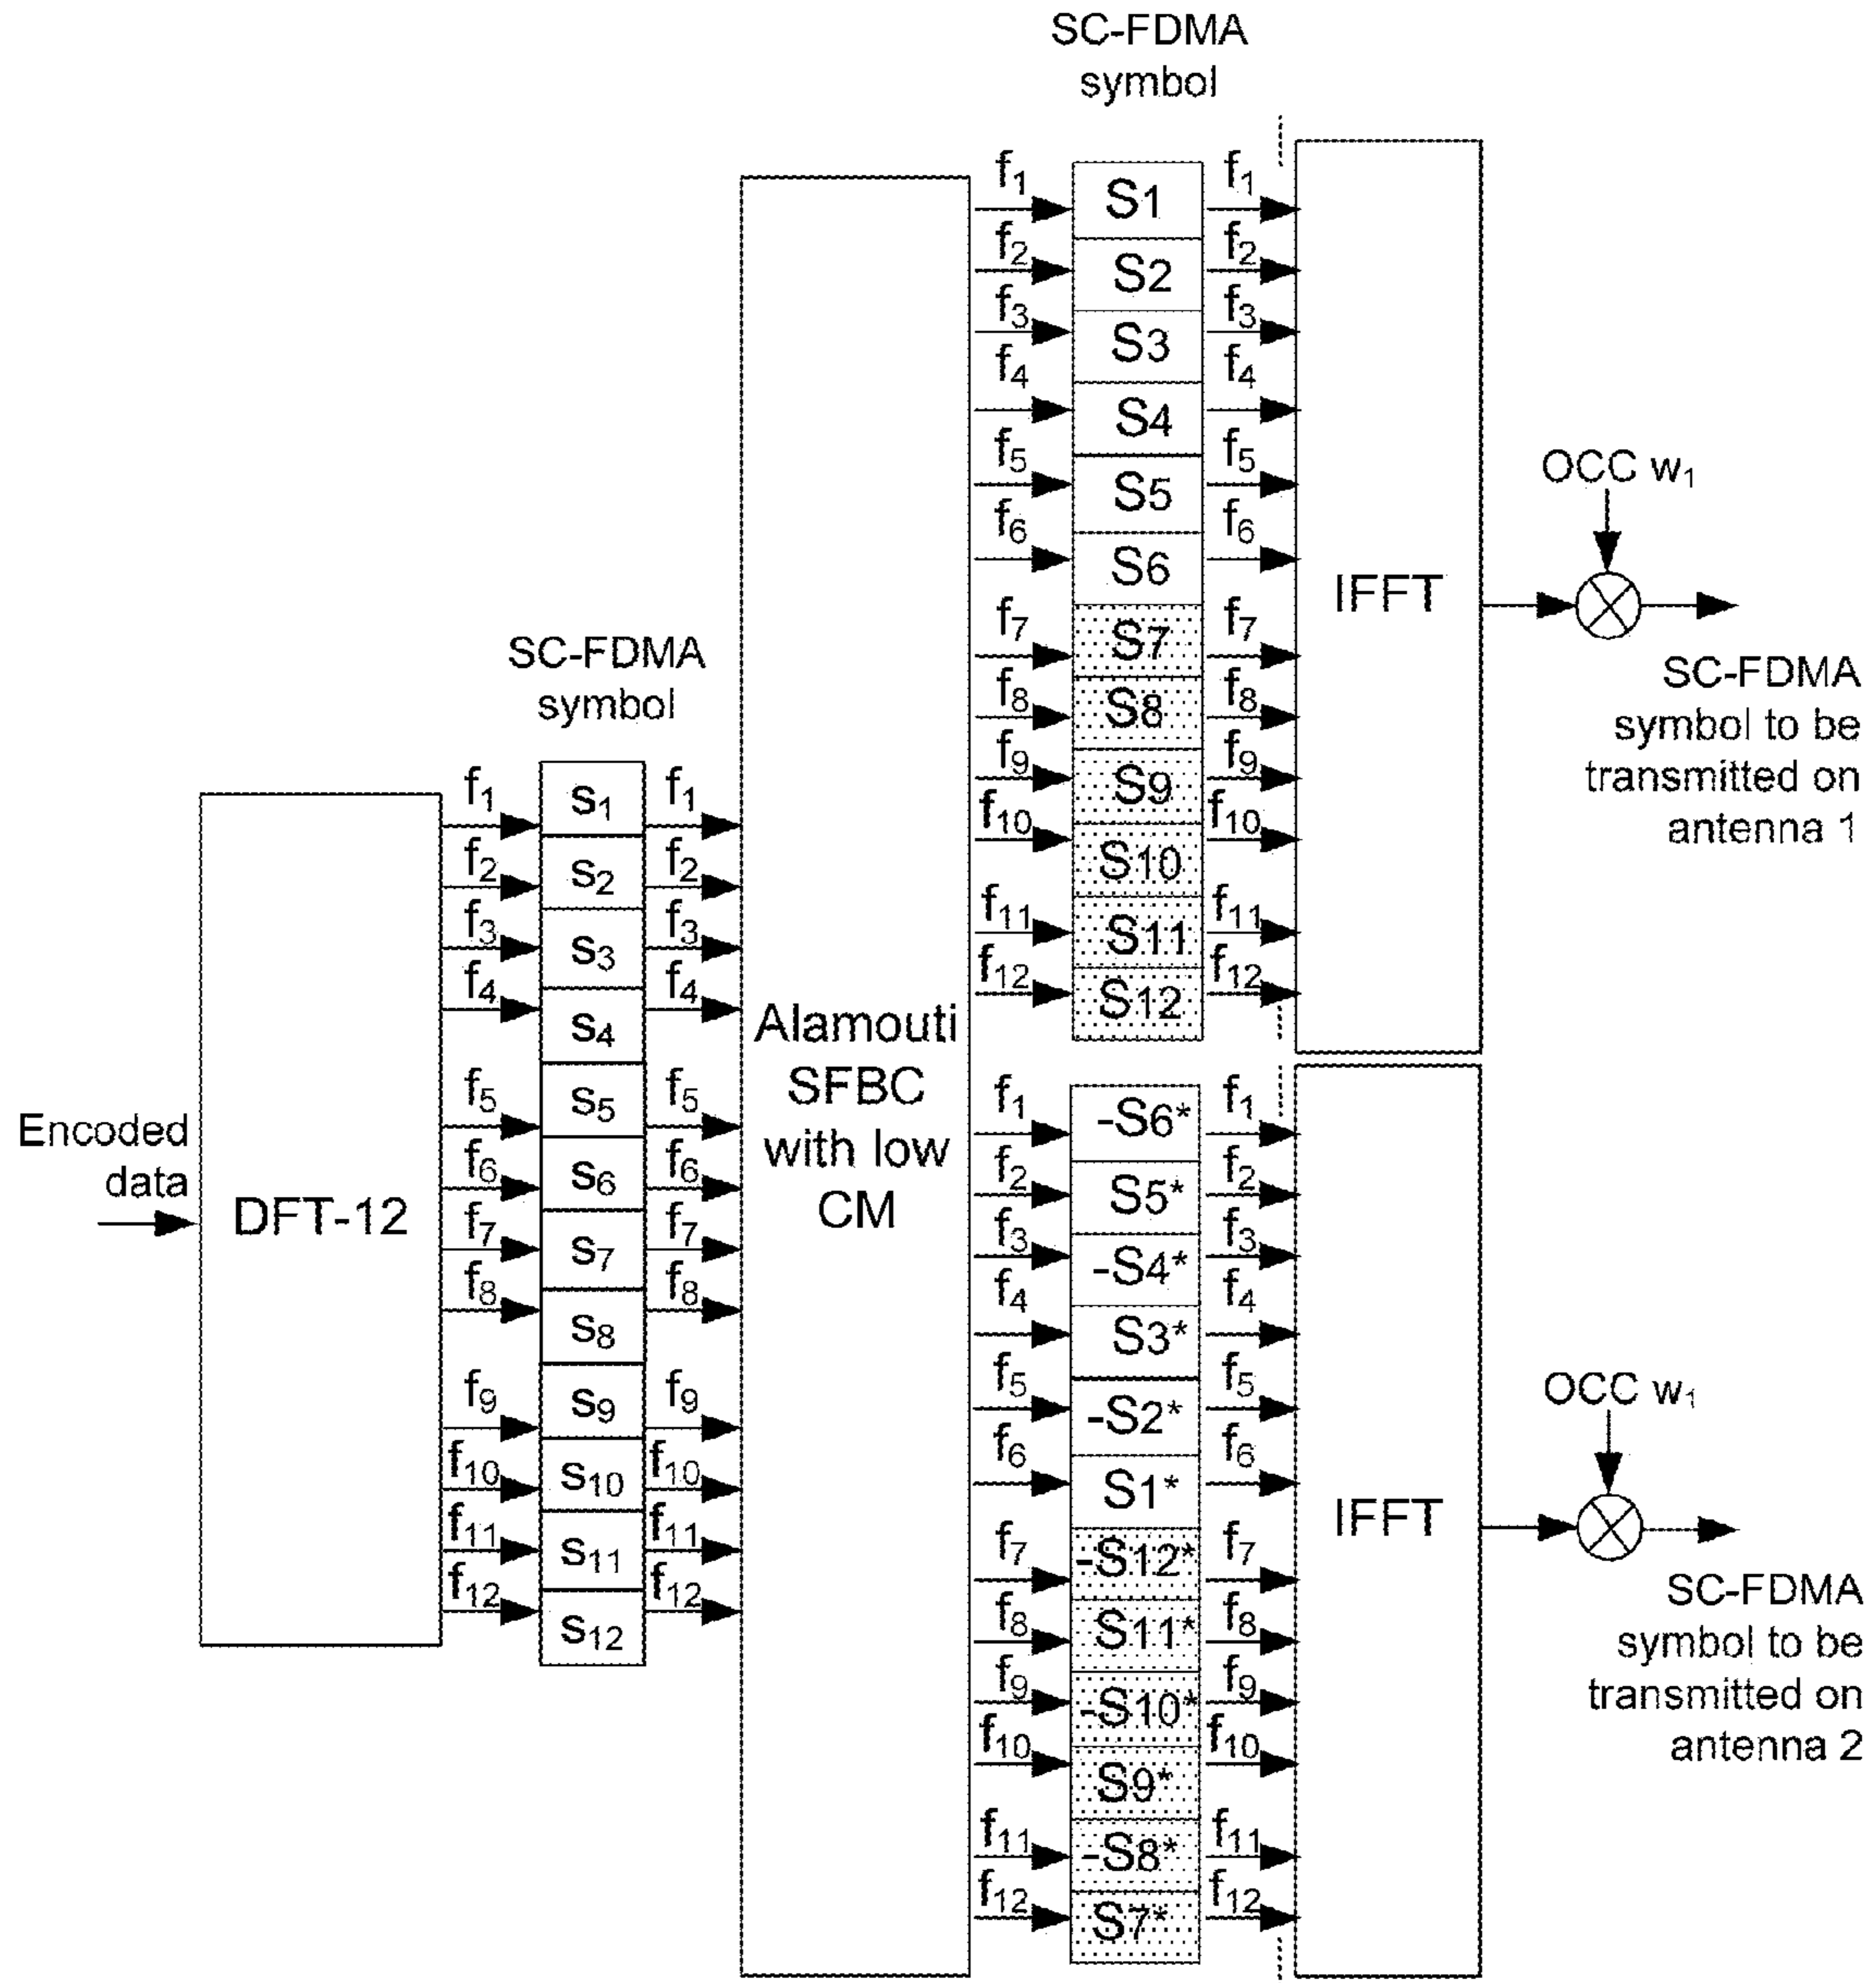 SC-FDMA
symbol
f1
f2
f3
f4
f5
f6
f7
f8
f9
f10
f11
f12
S1
S2
S3
S4
S5
S6
S7
S8
S9
S10
S11
S12
f1
f2
f3
f4
f5
f6
f7
f8
f9
f10
f11
f12
IFFT
OCC w1
SC-FDMA
symbol to be
transmitted on
antenna 1
Encoded
data
DFT-12
SC-FDMA
symbol
f1
f2
f3
f4
f5
f6
f7
f8
f9
f10
f11
f12
s1
s2
s3
s4
s5
s6
s7
s8
s9
s10
s11
s12
f1
f2
f3
f4
f5
f6
f7
f8
f9
f10
f11
f12
Alamouti
SFBC
with low
CM
f1
f2
f3
f4
f5
f6
f7
f8
f9
f10
f11
f12
-S6*
S5*
-S4*
S3*
-S2*
S1*
-S12*
S11*
-S10*
S9*
-S8*
S7*
f1
f2
f3
f4
f5
f6
f7
f8
f9
f10
f11
f12
IFFT
OCC w1
SC-FDMA
symbol to be
transmitted on
antenna 2